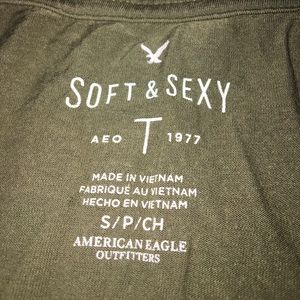 SOFT & SEXY
AEO T 1977
MADE IN VIETNAM
FABRIQUÉ AU VIETNAM
HECHO EN VIETNAM
S/P/CH
AMERICAN EAGLE
OUTFITTERS